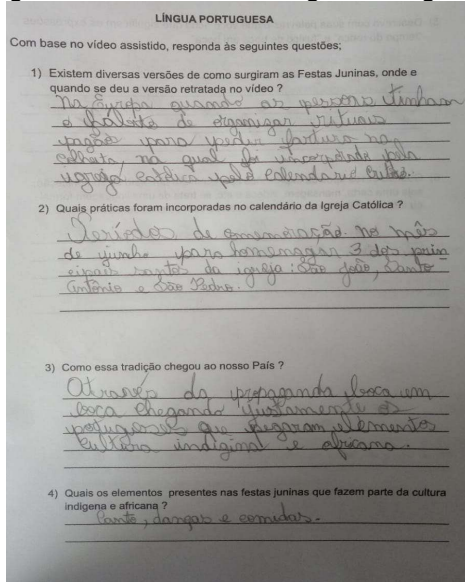 LÍNGUA PORTUGUESA
Com base no vídeo assistido, responda às seguintes questões;
1) Existem diversas versões de como surgiram as Festas Juninas, onde e
quando se deu a versão retratada no vídeo ?
Na Europa quando as pessoas tinham
o hábito de organizar rituais
pagãos para pedir fartura na
colheita, na qual foi incorporado pela
igreja católica pelo calendario
2) Quais práticas foram incorporadas no calendário da Igreja Católica ?
Períodos de comemoração no mês
de junho para homenagear 3 dos prin
cipais santos da igreja: São João, Santo
Antônio e São Pedro.
3) Como essa tradição chegou ao nosso País ?
Através da propaganda boca em
boca chegando justamente os
portugueses que pegaram elementos
cultura e africana.
4) Quais os elementos presentes nas festas juninas que fazem parte da cultura
indígena e africana ?
Canto, danças e comidas.